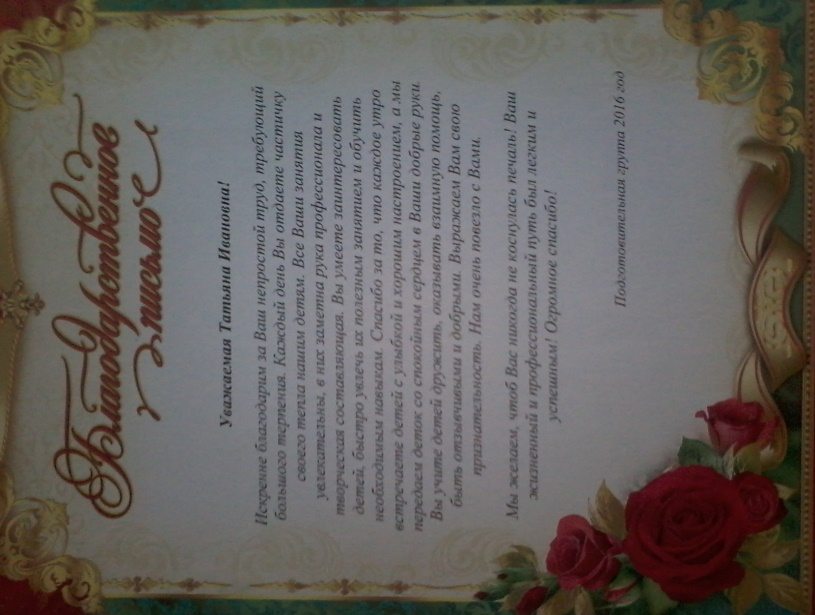 Благодарственное
письмо
Уважаемая Татьяна Ивановна!
Искренне благодарим за Ваш непростой труд, требующий
большого терпения. Каждый день Вы отдаете частичку
своего тепла нашим детям. Все Ваши занятия
увлекательны, в них заметна рука профессионала и
творческая составляющая. Вы умеете заинтересовать
детей, быстро увлечь их полезным занятием и обучить
необходимым навыкам. Спасибо за то, что каждое утро
встречаете детей с улыбкой и хорошим настроением, а мы
передаем деток со спокойным сердцем в Ваши добрые руки.
Вы учите детей дружить, оказывать взаимную помощь,
быть отзывчивыми и добрыми. Выражаем Вам свою
признательность. Нам очень повезло с Вами.
Мы желаем, чтоб Вас никогда не коснулась печаль! Ваш
жизненный и профессиональный путь был легким и
успешным! Огромное спасибо!
Подготовительная группа 2016 год